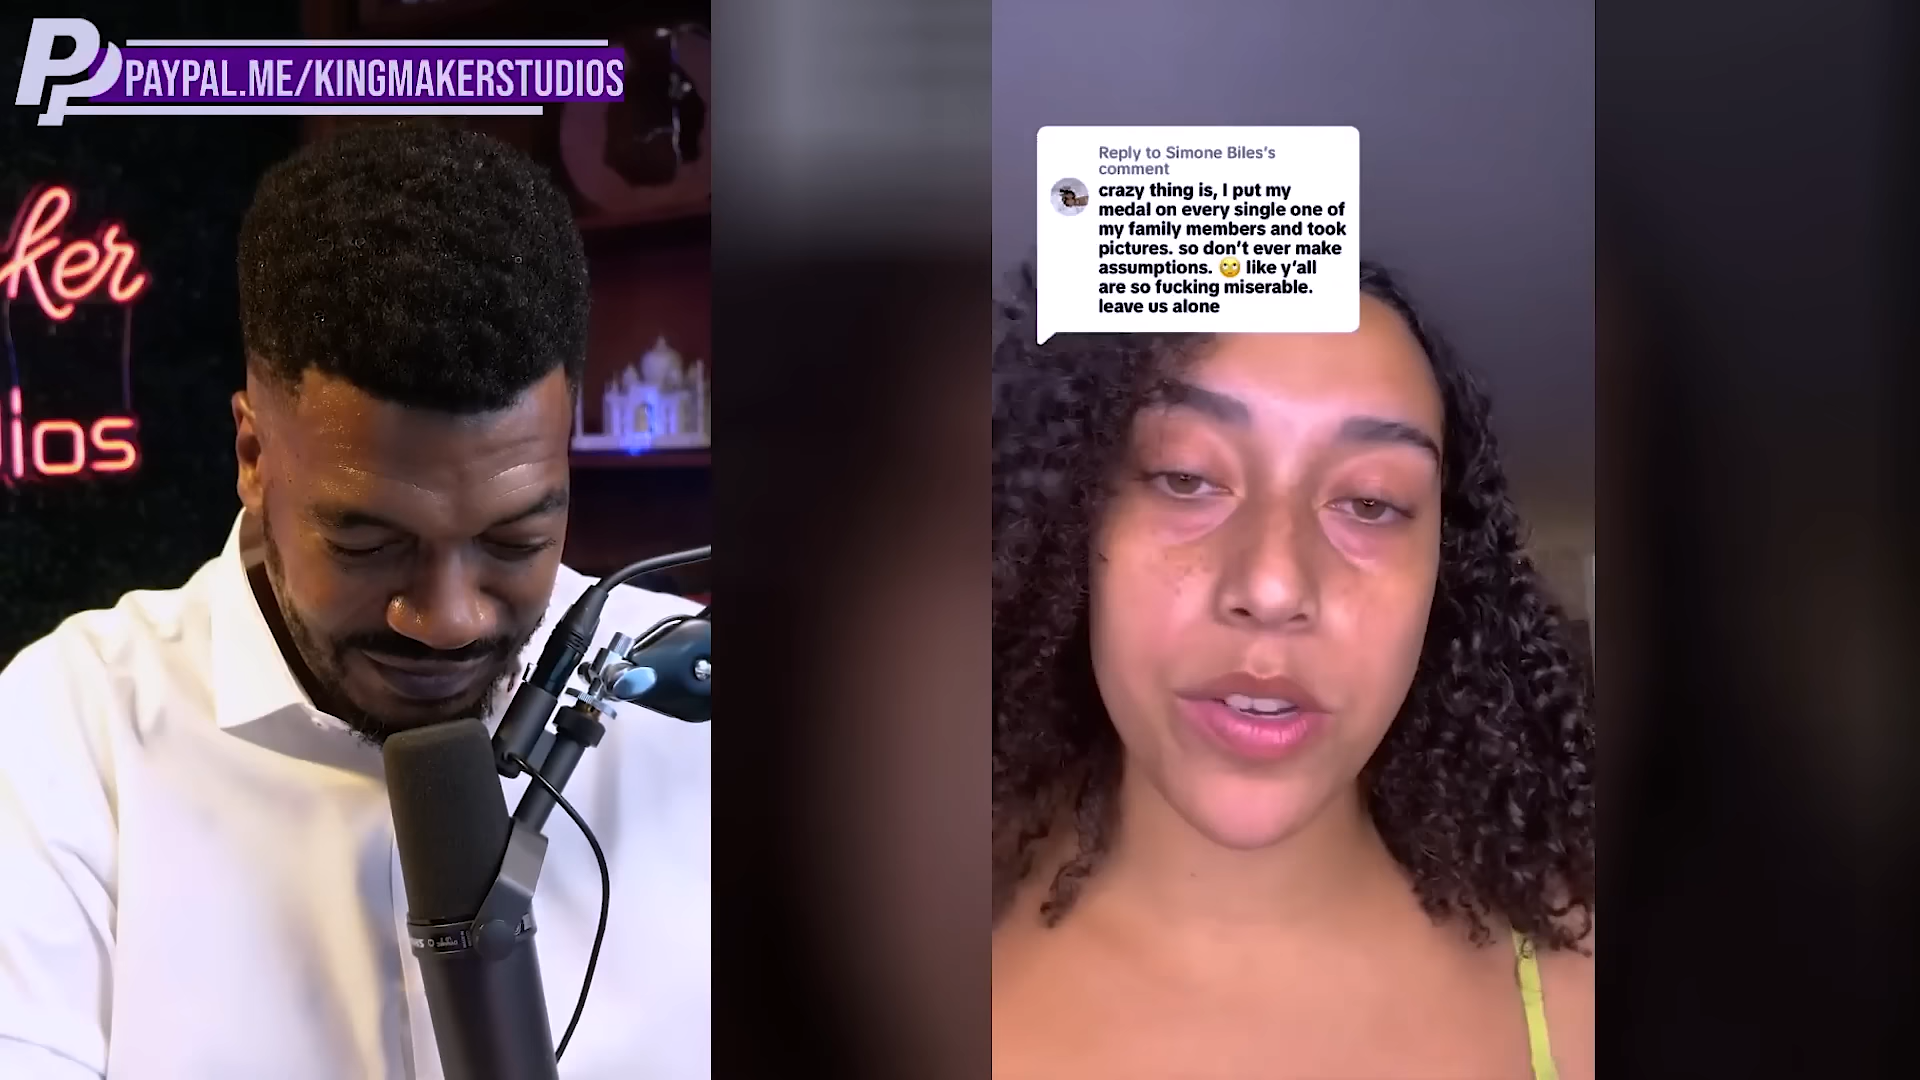 PAYPAL.ME/KINGMAKERSTUDIOS
ker
ios
Reply to Simone Biles's
comment
crazy thing is, I put my
medal on every single one of
my family members and took
pictures. so don't ever make
assumptions. 🙄 like y'all
are so fucking miserable.
leave us alone